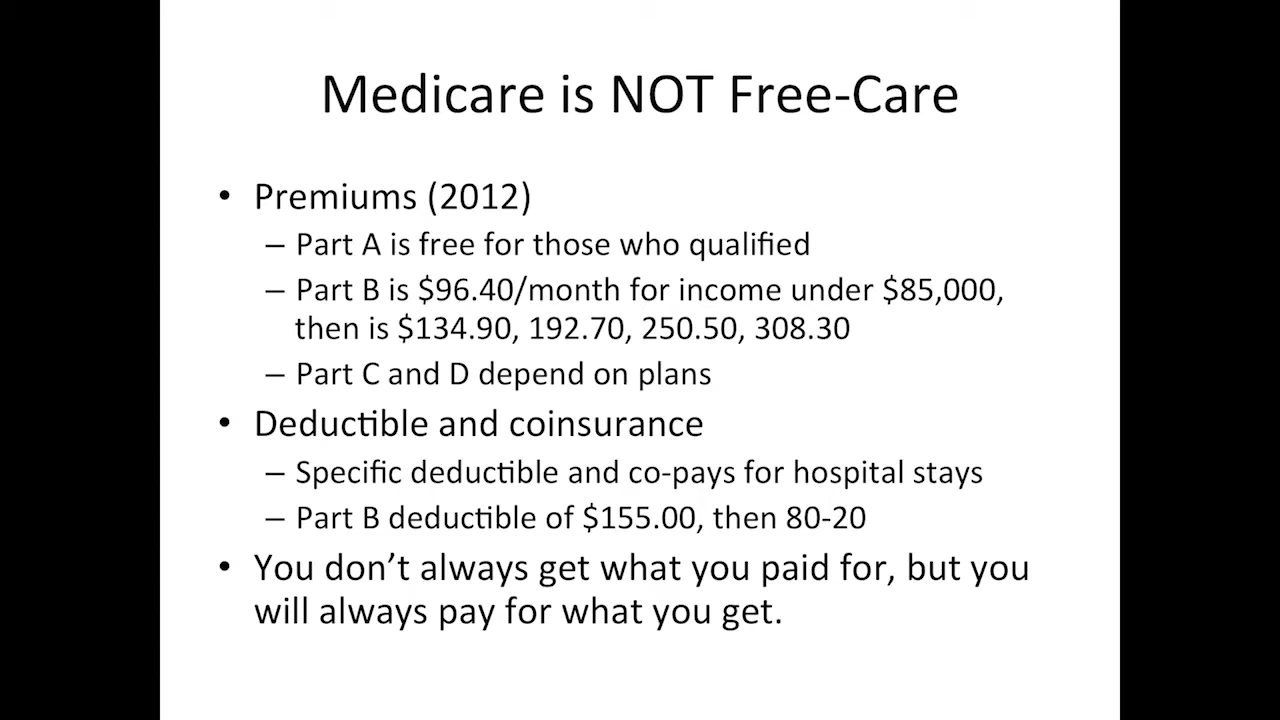 Medicare is NOT Free-Care
• Premiums (2012)
– Part A is free for those who qualified
– Part B is $96.40/month for income under $85,000,
then is $134.90, 192.70, 250.50, 308.30
– Part C and D depend on plans
• Deductible and coinsurance
– Specific deductible and co-pays for hospital stays
– Part B deductible of $155.00, then 80-20
• You don’t always get what you paid for, but you
will always pay for what you get.